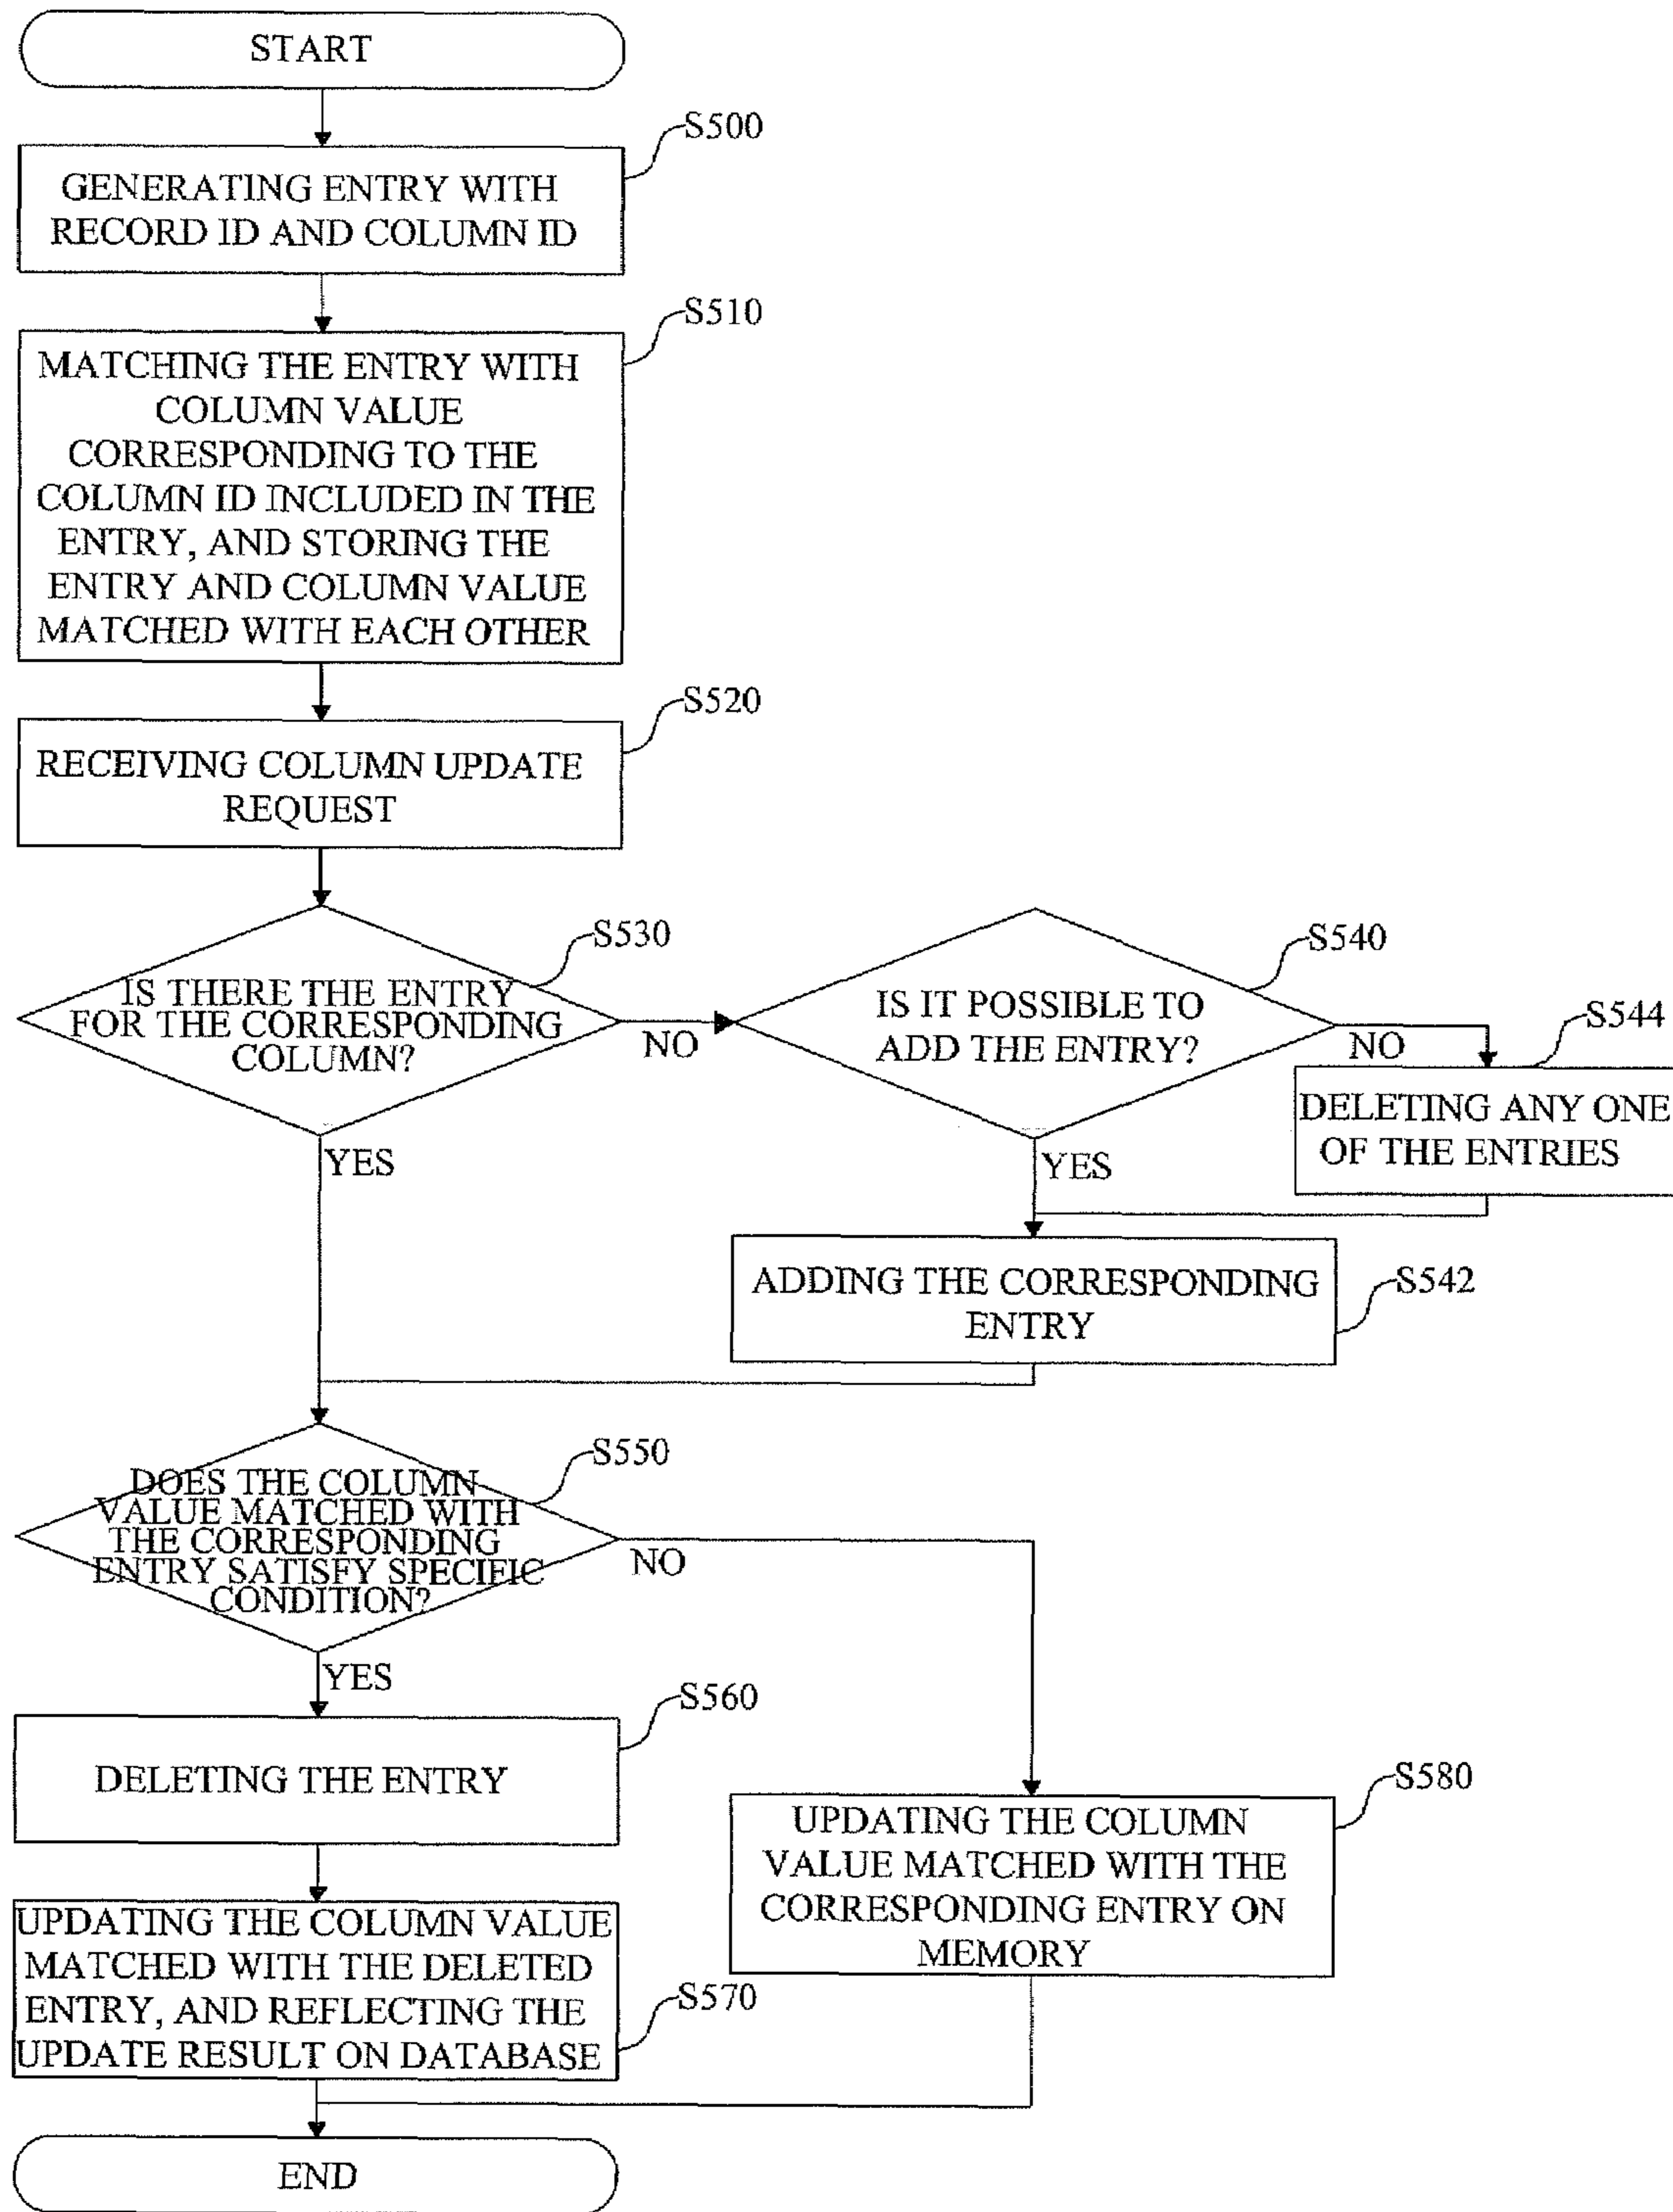 START
S500
GENERATING ENTRY WITH
RECORD ID AND COLUMN ID
S510
MATCHING THE ENTRY WITH
COLUMN VALUE
CORRESPONDING TO THE
COLUMN ID INCLUDED IN THE
ENTRY, AND STORING THE
ENTRY AND COLUMN VALUE
MATCHED WITH EACH OTHER
S520
RECEIVING COLUMN UPDATE
REQUEST
S530
IS THERE THE ENTRY
FOR THE CORRESPONDING
COLUMN?
NO
YES
S540
IS IT POSSIBLE TO
ADD THE ENTRY?
NO
YES
S544
DELETING ANY ONE
OF THE ENTRIES
ADDING THE CORRESPONDING
ENTRY
S542
S550
DOES THE COLUMN
VALUE MATCHED WITH
THE CORRESPONDING
ENTRY SATISFY SPECIFIC
CONDITION?
NO
YES
S560
DELETING THE ENTRY
S580
UPDATING THE COLUMN
VALUE MATCHED WITH THE
CORRESPONDING ENTRY ON
MEMORY
UPDATING THE COLUMN VALUE
MATCHED WITH THE DELETED
ENTRY, AND REFLECTING THE
UPDATE RESULT ON DATABASE
S570
END